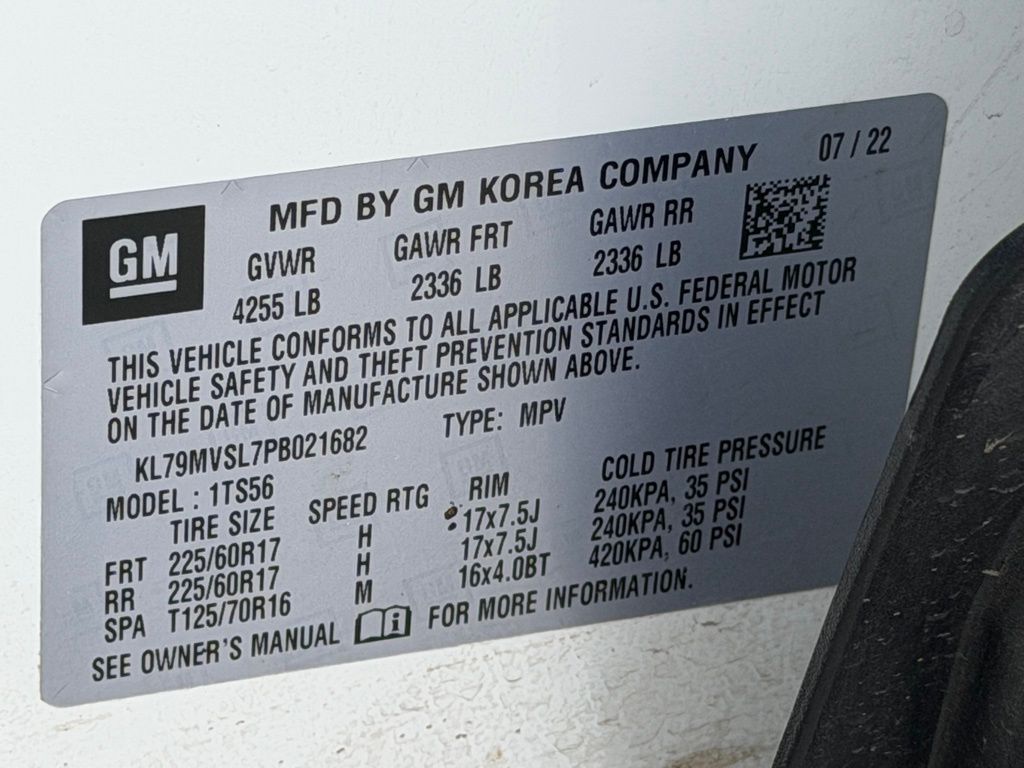 MFD BY GM KOREA COMPANY 07 / 22
GM
GVWR GAWR FRT GAWR RR
4255 LB 2336 LB 2336 LB
THIS VEHICLE CONFORMS TO ALL APPLICABLE U.S. FEDERAL MOTOR
VEHICLE SAFETY AND THEFT PREVENTION STANDARDS IN EFFECT
ON THE DATE OF MANUFACTURE SHOWN ABOVE.
KL79MVSL7PB021682 TYPE: MPV
MODEL : 1TS56
TIRE SIZE SPEED RTG RIM COLD TIRE PRESSURE
FRT 225/60R17 H 17x7.5J 240KPA, 35 PSI
RR 225/60R17 H 17x7.5J 240KPA, 35 PSI
SPA T125/70R16 M 16x4.0BT 420KPA, 60 PSI
SEE OWNER'S MANUAL i FOR MORE INFORMATION.